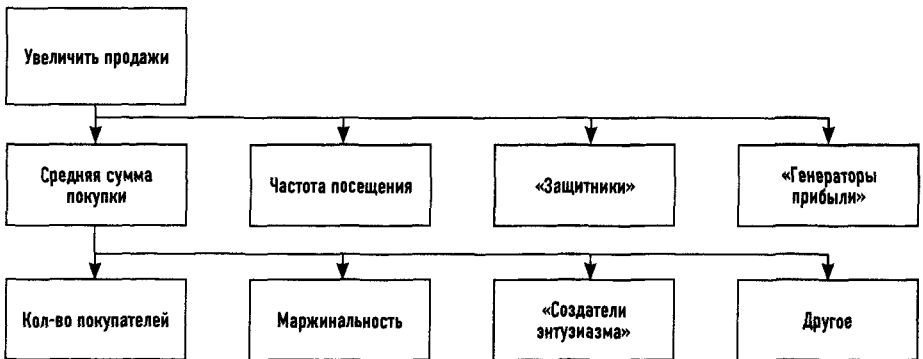 Увеличить продажи
Средняя сумма
покупки
Частота посещения
«Защитники»
«Генераторы
прибыли»
Кол-во покупателей
Маржинальность
«Создатели
энтузиазма»
Другое